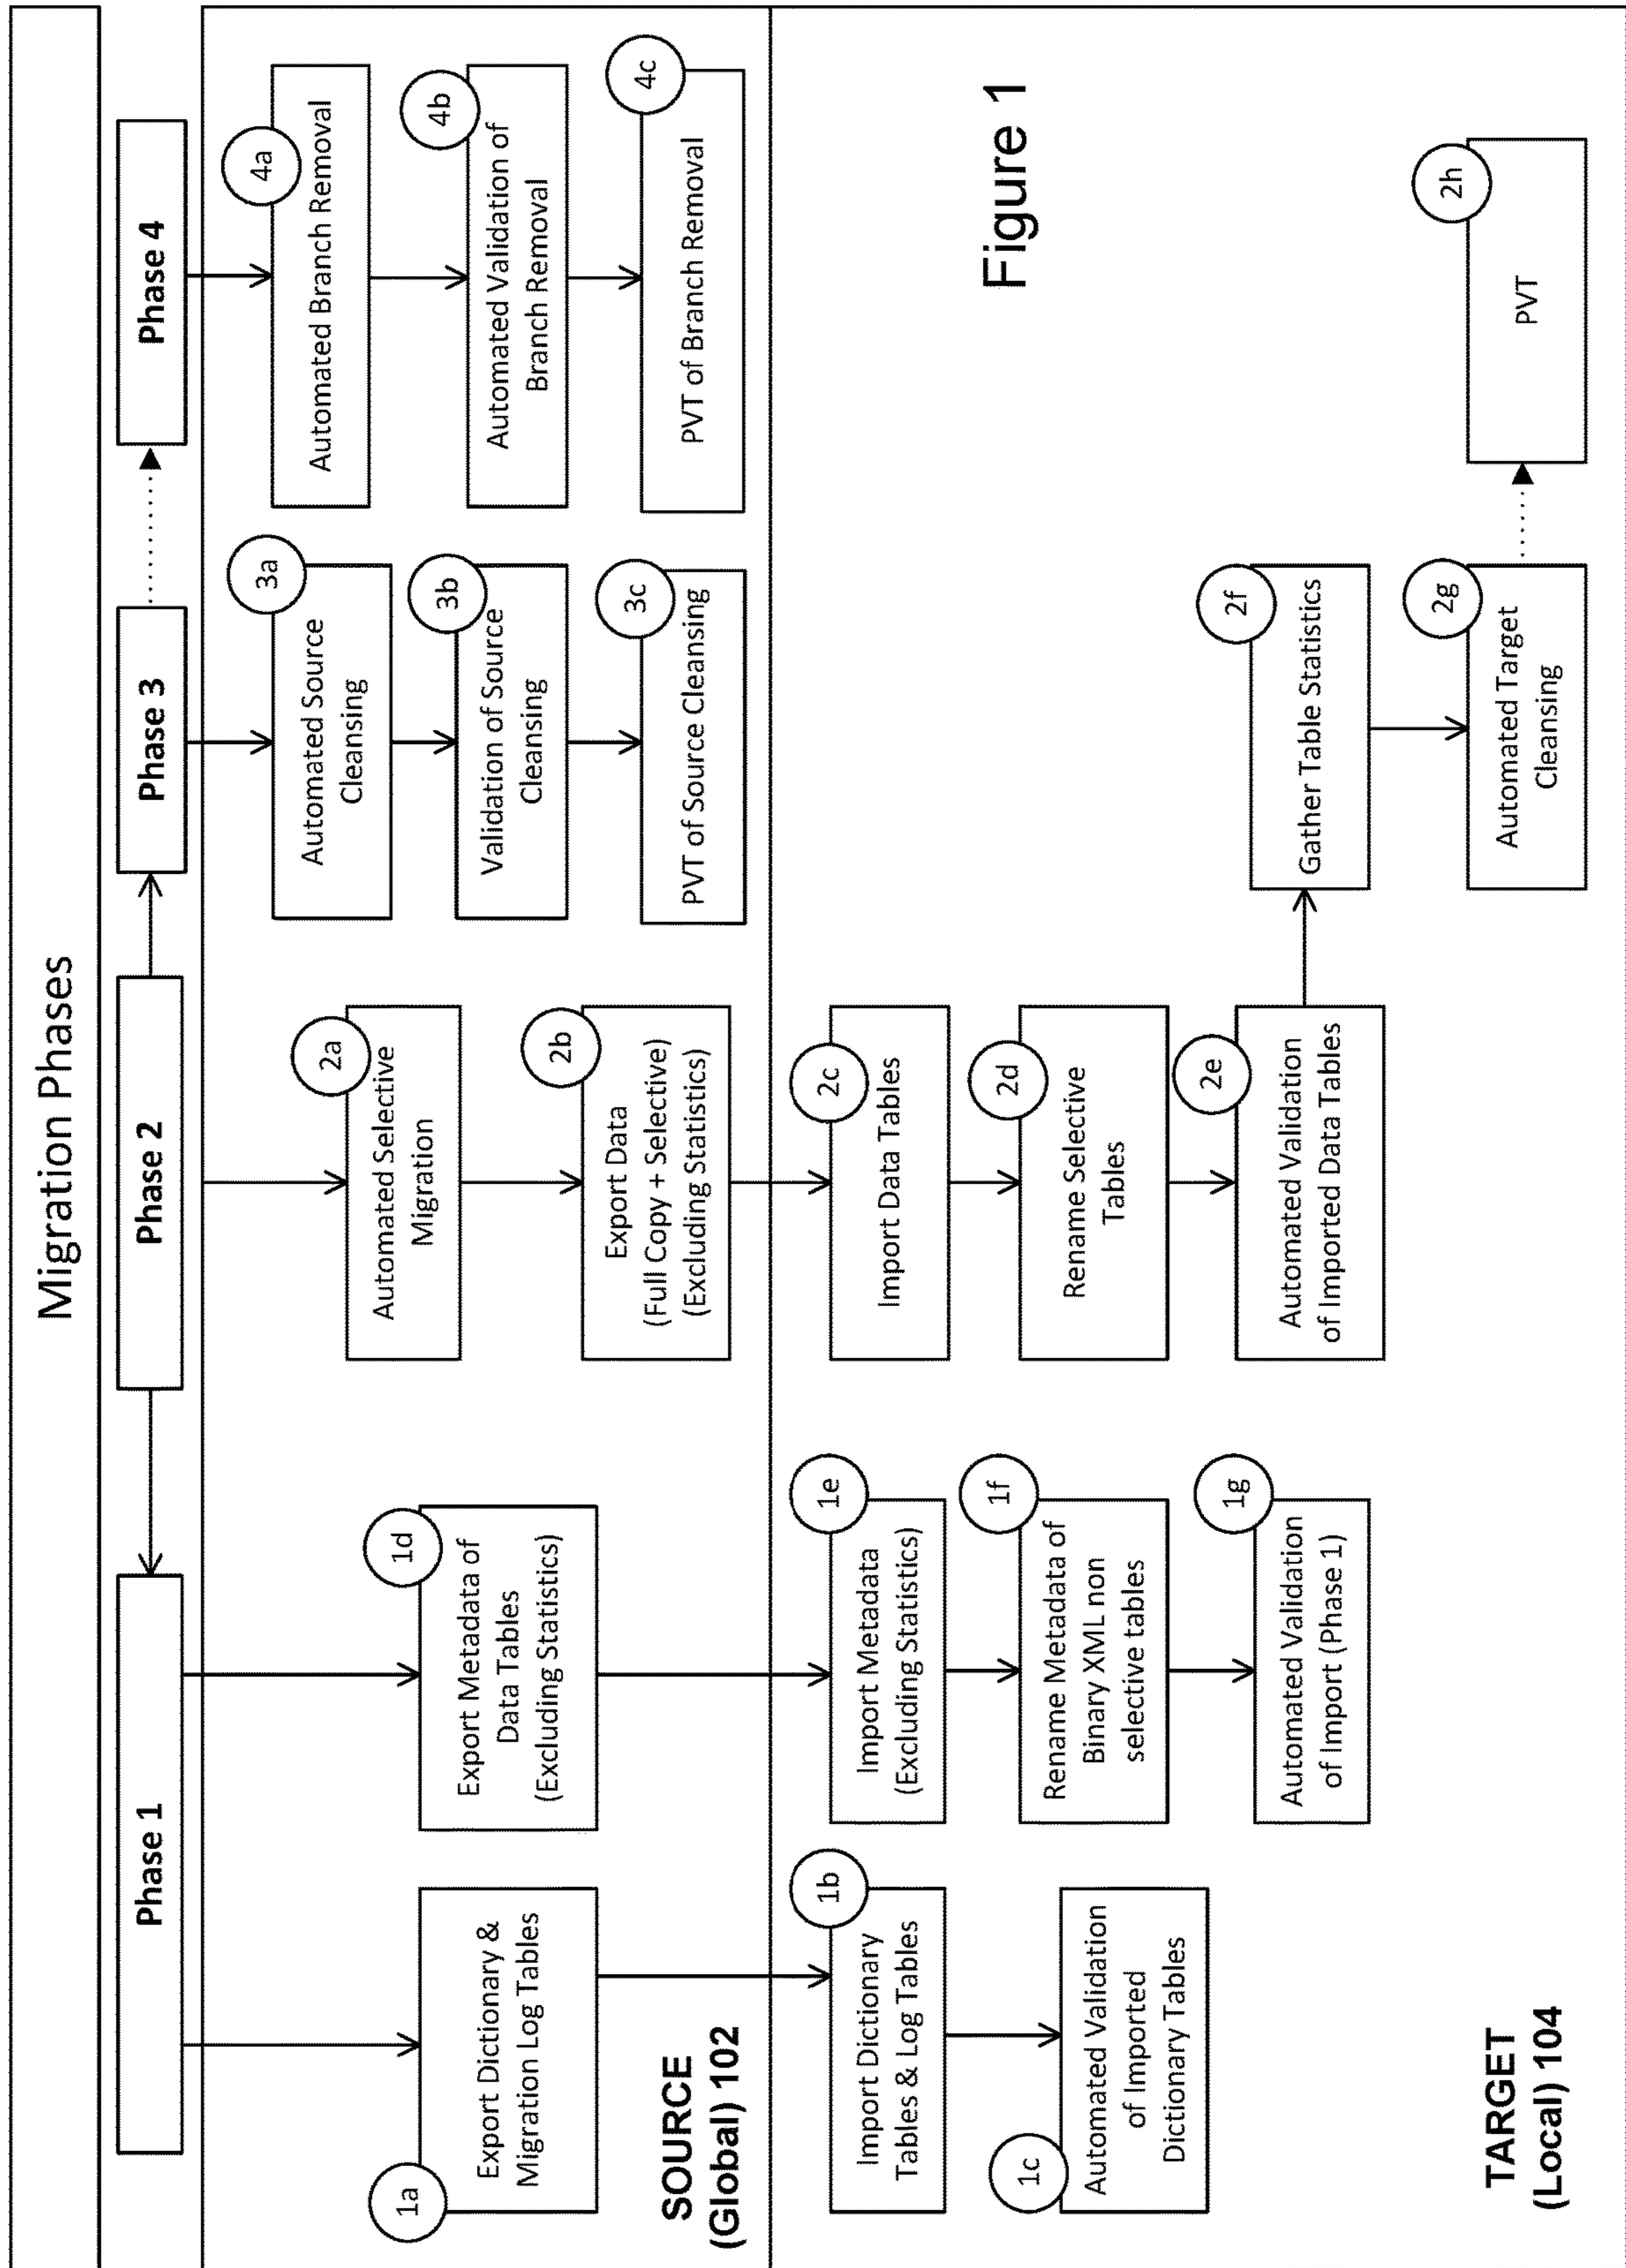 Migration Phases
Phase 1
Phase 2
Phase 3
Phase 4
1a
Export Dictionary &
Migration Log Tables
1d
Export Metadata of
Data Tables
(Excluding Statistics)
2a
Automated Selective
Migration
2b
Export Data
(Full Copy + Selective)
(Excluding Statistics)
3a
Automated Source
Cleansing
3b
Validation of Source
Cleansing
3c
PVT of Source Cleansing
4a
Automated Branch Removal
4b
Automated Validation of
Branch Removal
4c
PVT of Branch Removal
SOURCE
(Global) 102
1b
Import Dictionary
Tables & Log Tables
1c
Automated Validation
of Imported
Dictionary Tables
1e
Import Metadata
(Excluding Statistics)
1f
Rename Metadata of
Binary XML non
selective tables
1g
Automated Validation
of Import (Phase 1)
2c
Import Data Tables
2d
Rename Selective
Tables
2e
Automated Validation
of Imported Data Tables
2f
Gather Table Statistics
2g
Automated Target
Cleansing
2h
PVT
TARGET
(Local) 104
Figure 1